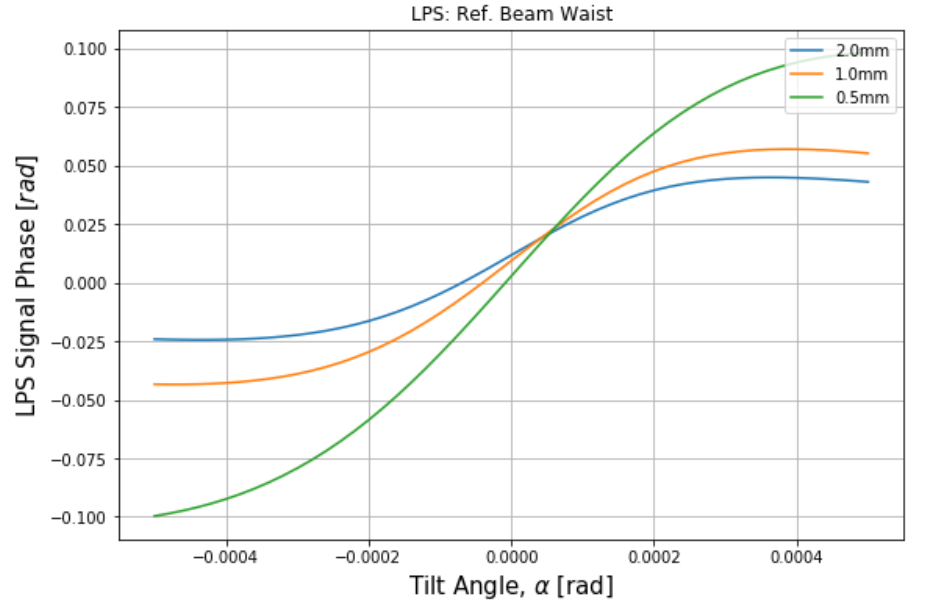 LPS: Ref. Beam Waist
2.0mm
1.0mm
0.5mm
0.100
0.075
0.050
0.025
0.000
−0.025
−0.050
−0.075
−0.100
LPS Signal Phase [rad]
−0.0004
−0.0002
0.0000
0.0002
0.0004
Tilt Angle, α [rad]